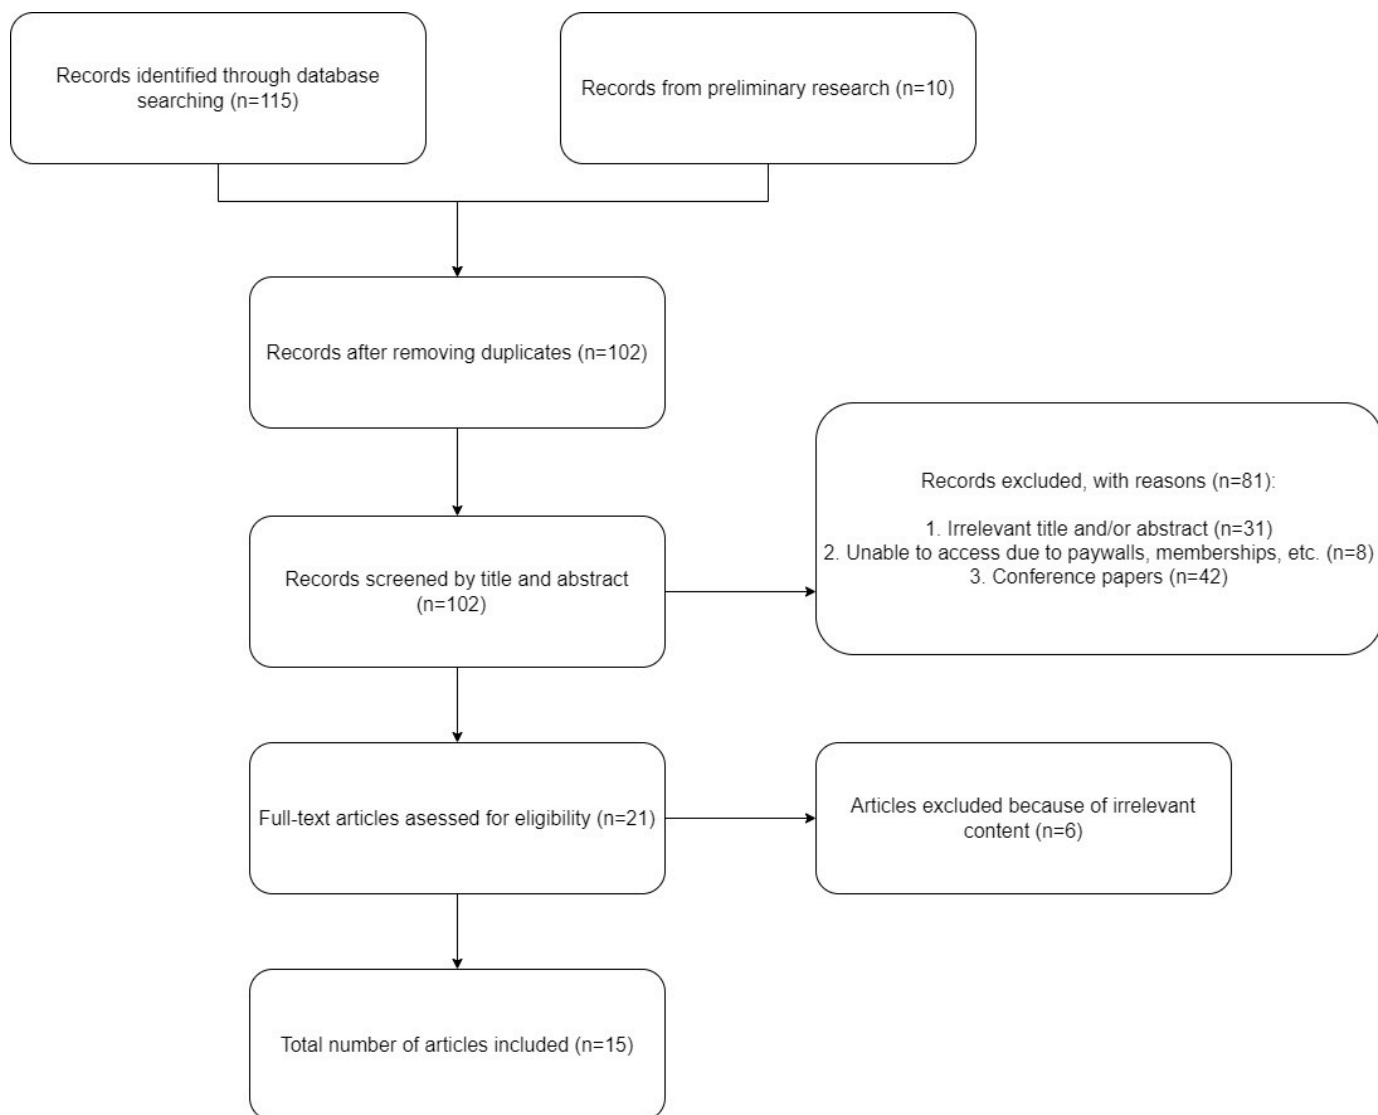 Records identified through database
searching (n=115)
Records from preliminary research (n=10)
Records after removing duplicates (n=102)
Records excluded, with reasons (n=81):
1. Irrelevant title and/or abstract (n=31)
2. Unable to access due to paywalls, memberships, etc. (n=8)
3. Conference papers (n=42)
Records screened by title and abstract
(n=102)
Full-text articles asessed for eligibility (n=21)
Articles excluded because of irrelevant
content (n=6)
Total number of articles included (n=15)